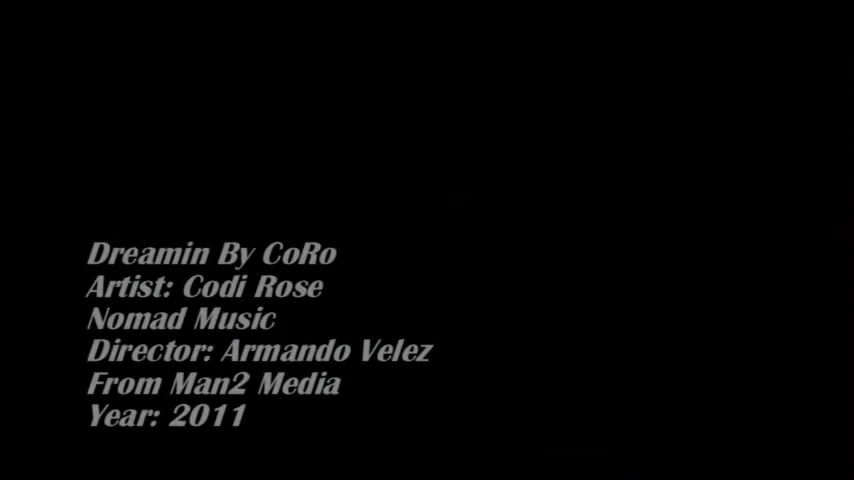 Dreamin By CoRo
Artist: Codi Rose
Nomad Music
Director: Armando Velez
From Man2 Media
Year: 2011